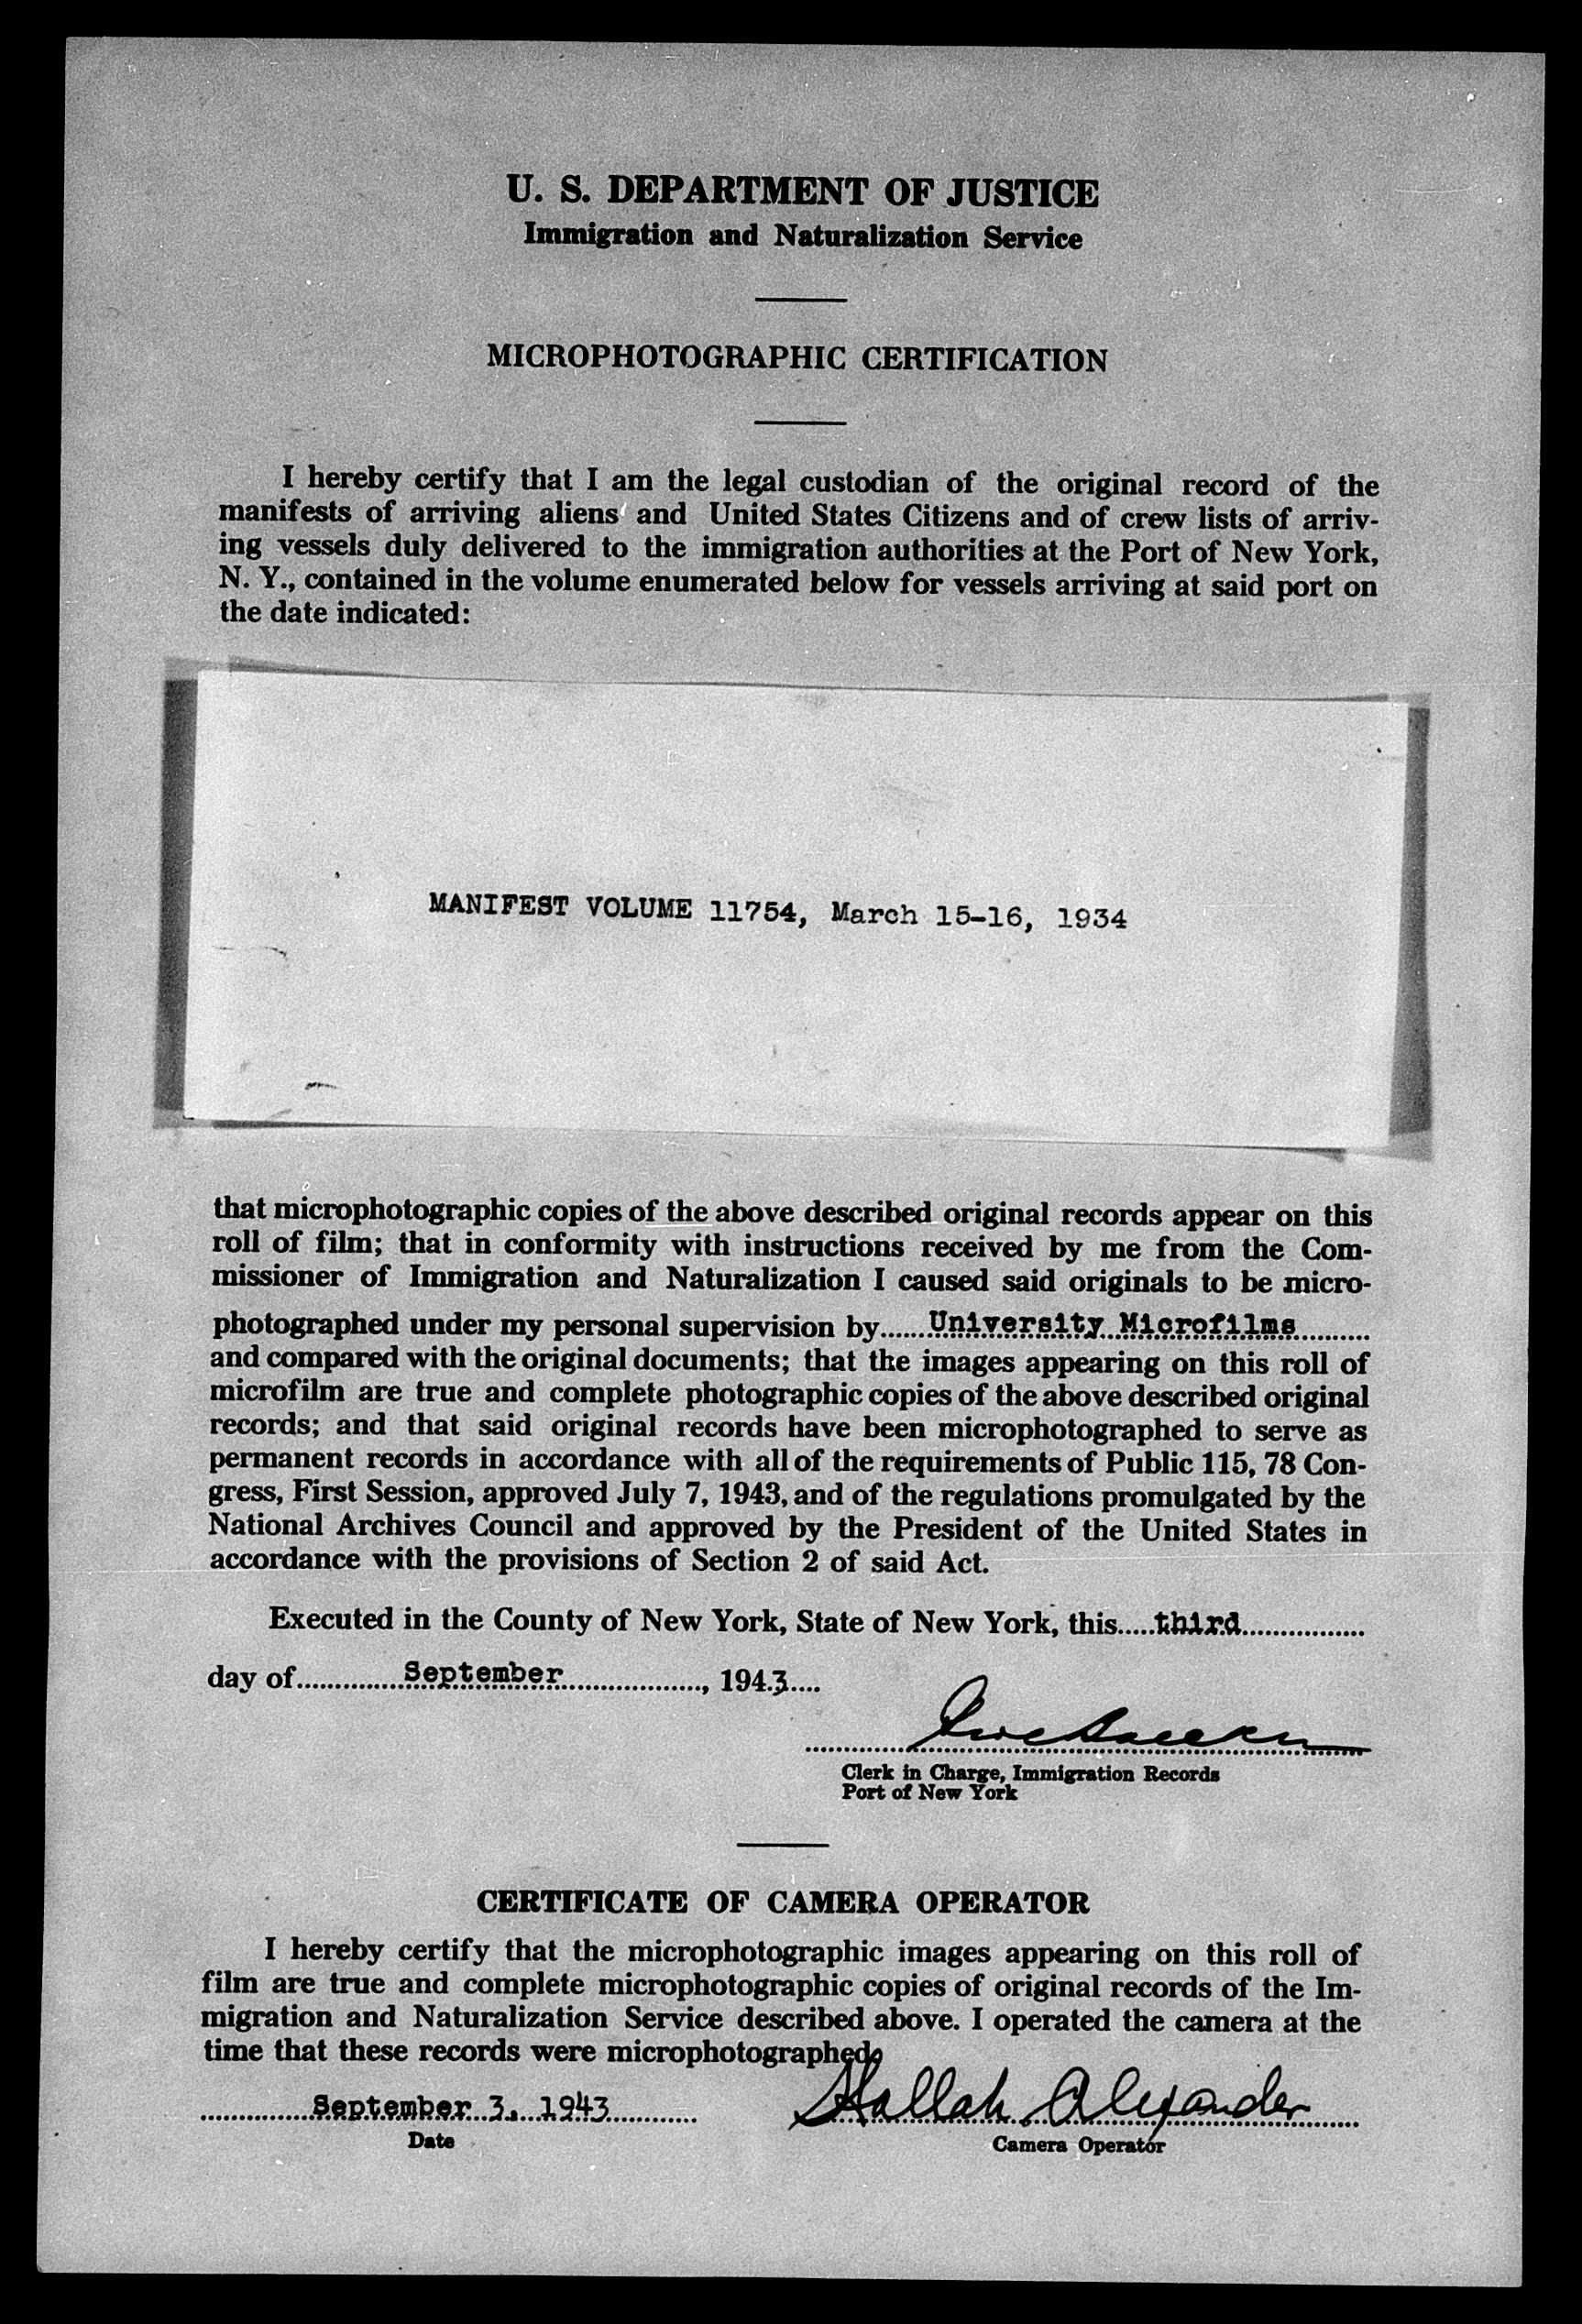 U. S. DEPARTMENT OF JUSTICE
Immigration and Naturalization Service
MICROPHOTOGRAPHIC CERTIFICATION
I hereby certify that I am the legal custodian of the original record of the
manifests of arriving aliens and United States Citizens and of crew lists of arriv-
ing vessels duly delivered to the immigration authorities at the Port of New York,
N. Y., contained in the volume enumerated below for vessels arriving at said port on
the date indicated:
MANIFEST VOLUME 11754, March 15-16, 1934
that microphotographic copies of the above described original records appear on this
roll of film; that in conformity with instructions received by me from the Com-
missioner of Immigration and Naturalization I caused said originals to be micro-
photographed under my personal supervision by......University Microfilms..........
and compared with the original documents; that the images appearing on this roll of
microfilm are true and complete photographic copies of the above described original
records; and that said original records have been microphotographed to serve as
permanent records in accordance with all of the requirements of Public 115, 78 Con-
gress, First Session, approved July 7, 1943, and of the regulations promulgated by the
National Archives Council and approved by the President of the United States in
accordance with the provisions of Section 2 of said Act.
Executed in the County of New York, State of New York, this.....third................
day of..............September...................., 194.3....
Clerk in Charge, Immigration Records
Port of New York
CERTIFICATE OF CAMERA OPERATOR
I hereby certify that the microphotographic images appearing on this roll of
film are true and complete microphotographic copies of original records of the Im-
migration and Naturalization Service described above. I operated the camera at the
time that these records were microphotographed.
September 3, 1943
Alexander
Date
Camera Operator